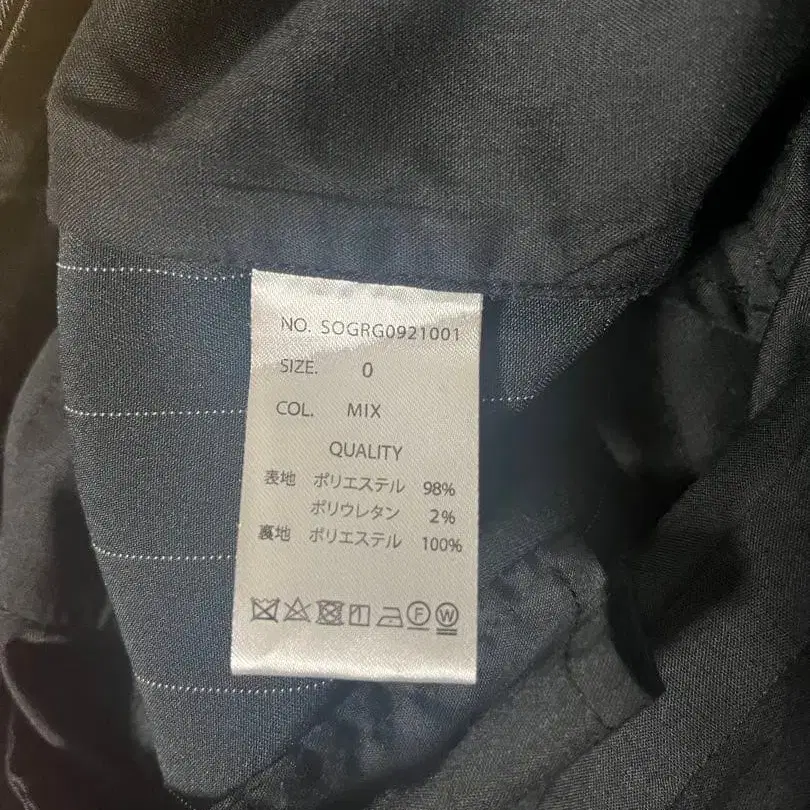 NO. SOGRG0921001
SIZE. 0
COL. MIX
QUALITY
表地 ポリエステル 98%
ポリウレタン 2%
裏地 ポリエステル 100%
F W